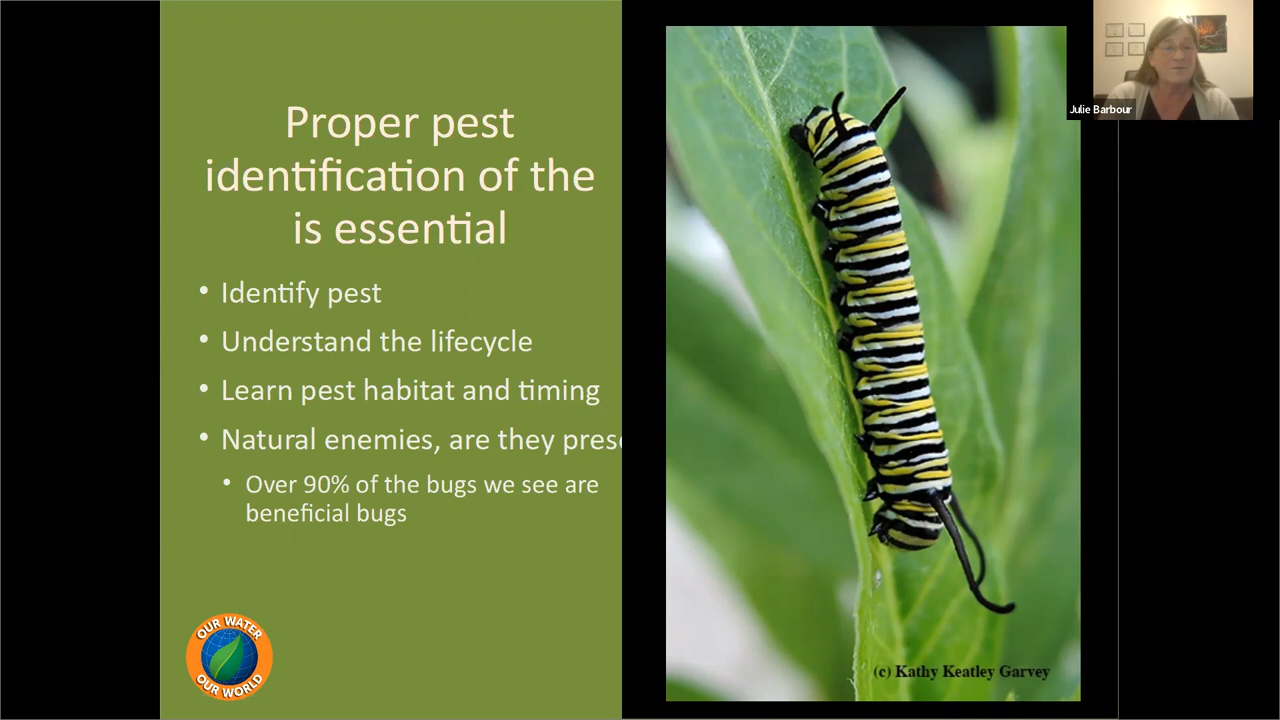 Proper pest
identification of the
is essential
• Identify pest
• Understand the lifecycle
• Learn pest habitat and timing
• Natural enemies, are they prese
• Over 90% of the bugs we see are
beneficial bugs
OUR WATER
OUR WORLD
(c) Kathy Keatley Garvey
Julie Barbour